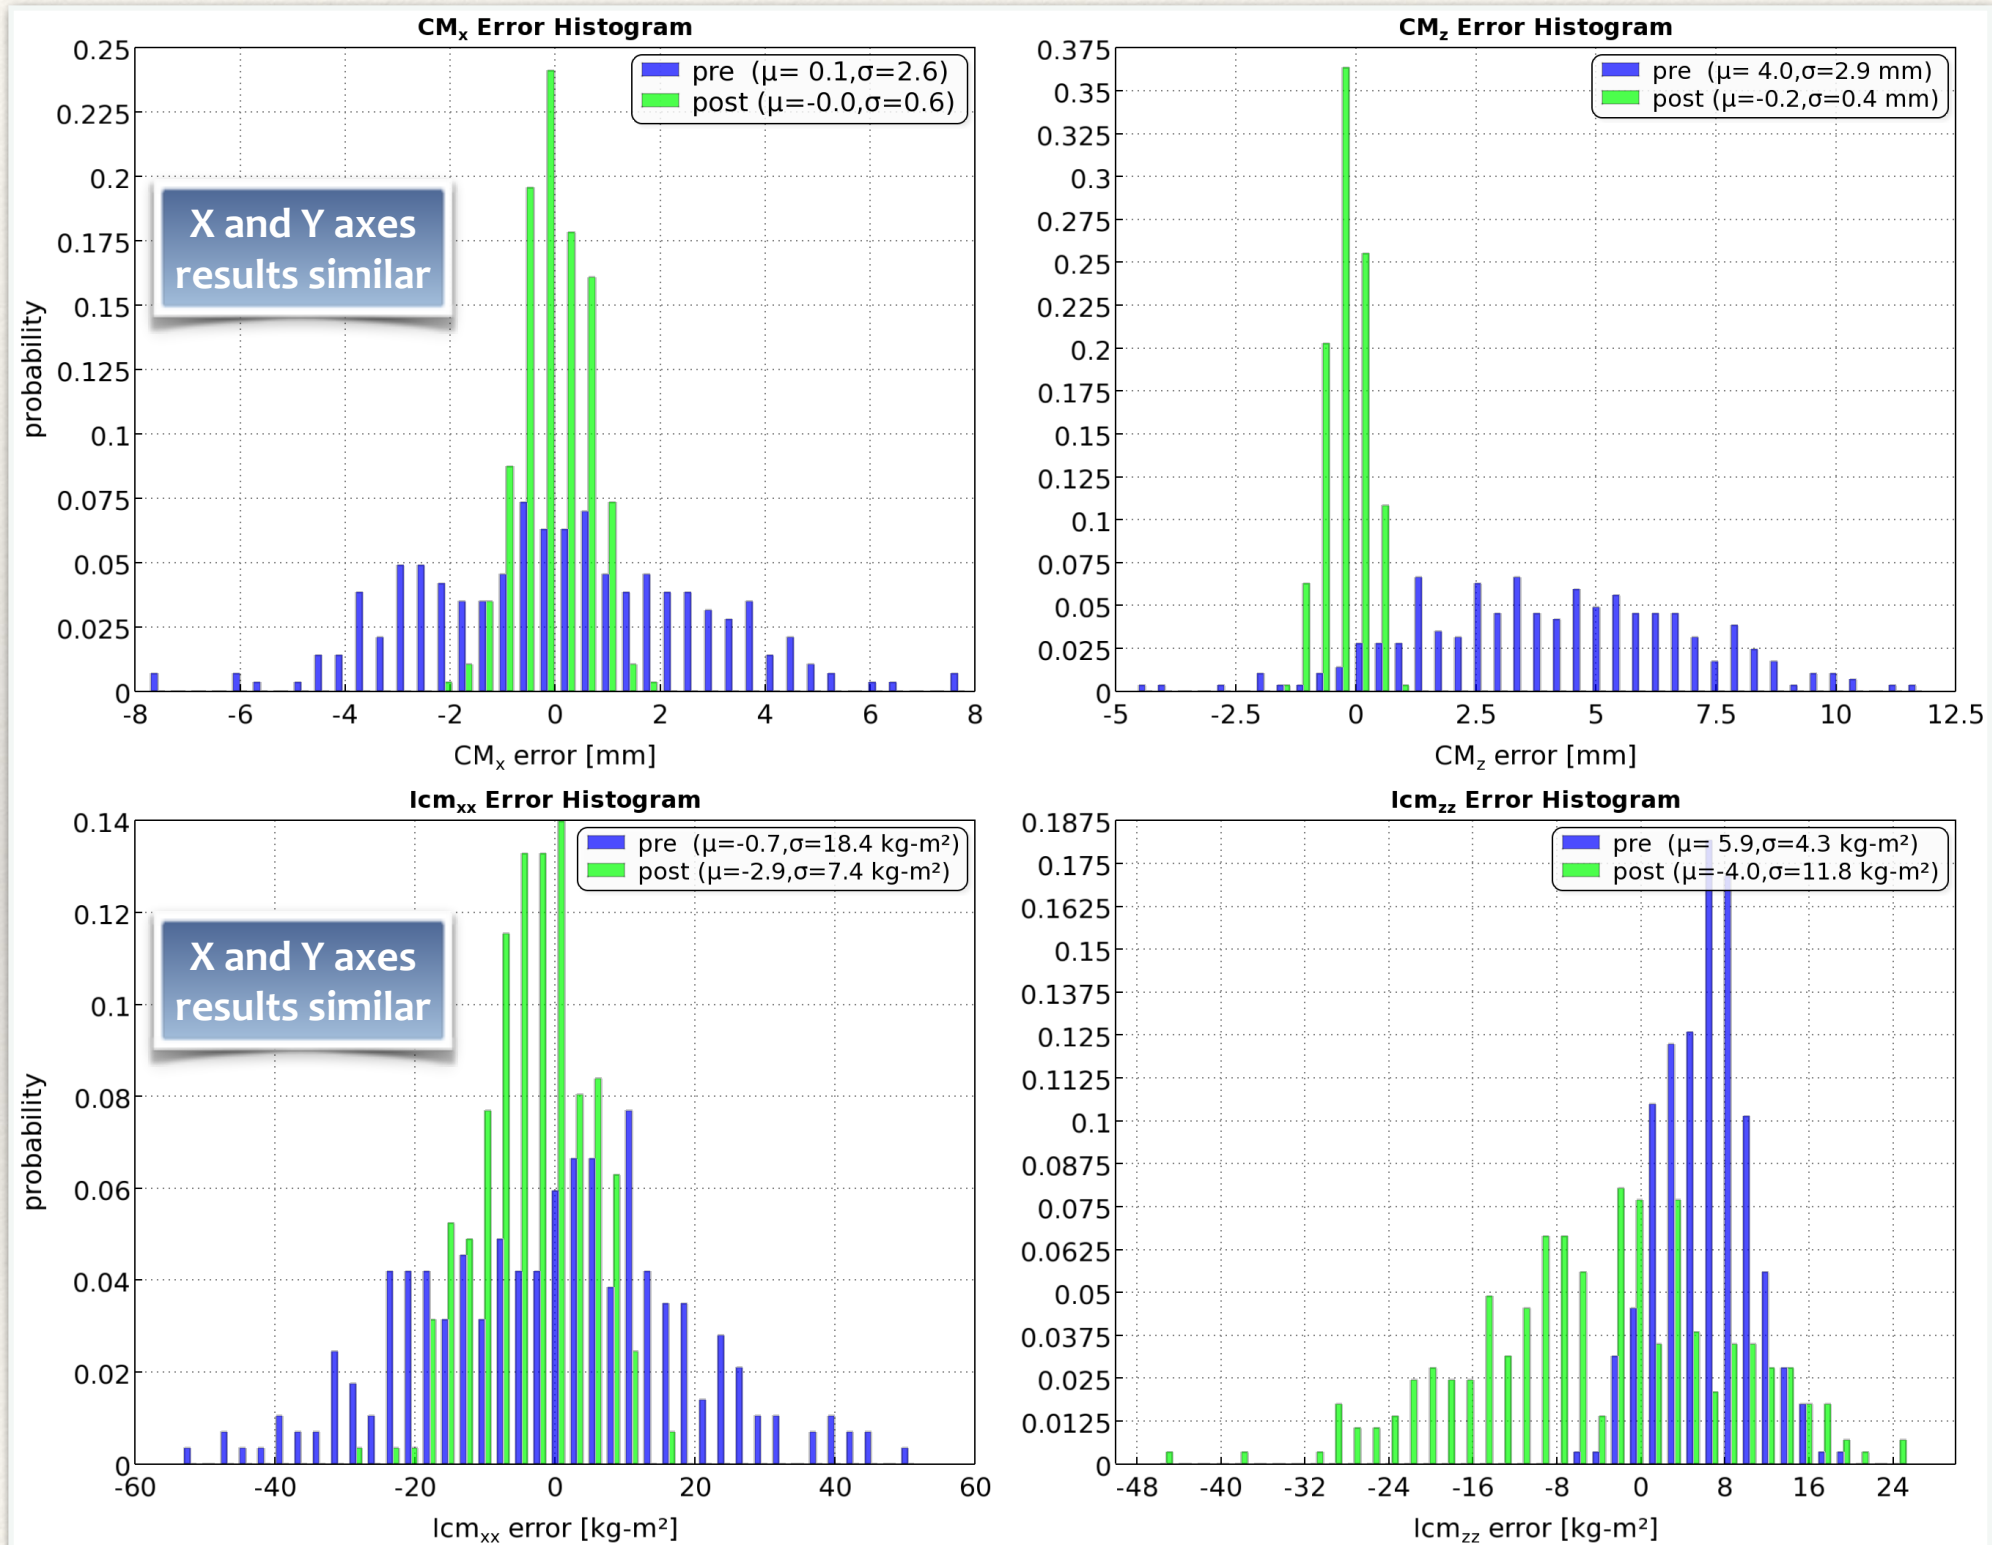 CMx Error Histogram
pre (μ= 0.1,σ=2.6)
post (μ=-0.0,σ=0.6)
X and Y axes
results similar
probability
0.25
0.225
0.2
0.175
0.15
0.125
0.1
0.075
0.05
0.025
0
-8 -6 -4 -2 0 2 4 6 8
CMx error [mm]
CMz Error Histogram
pre (μ= 4.0,σ=2.9 mm)
post (μ=-0.2,σ=0.4 mm)
0.375
0.35
0.325
0.3
0.275
0.25
0.225
0.2
0.175
0.15
0.125
0.1
0.075
0.05
0.025
0
-5 -2.5 0 2.5 5 7.5 10 12.5
CMz error [mm]
Icmxx Error Histogram
pre (μ=-0.7,σ=18.4 kg-m²)
post (μ=-2.9,σ=7.4 kg-m²)
X and Y axes
results similar
probability
0.14
0.12
0.1
0.08
0.06
0.04
0.02
0
-60 -40 -20 0 20 40 60
Icmxx error [kg-m²]
Icmzz Error Histogram
pre (μ= 5.9,σ=4.3 kg-m²)
post (μ=-4.0,σ=11.8 kg-m²)
0.1875
0.175
0.1625
0.15
0.1375
0.125
0.1125
0.1
0.0875
0.075
0.0625
0.05
0.0375
0.025
0.0125
0
-48 -40 -32 -24 -16 -8 0 8 16 24
Icmzz error [kg-m²]